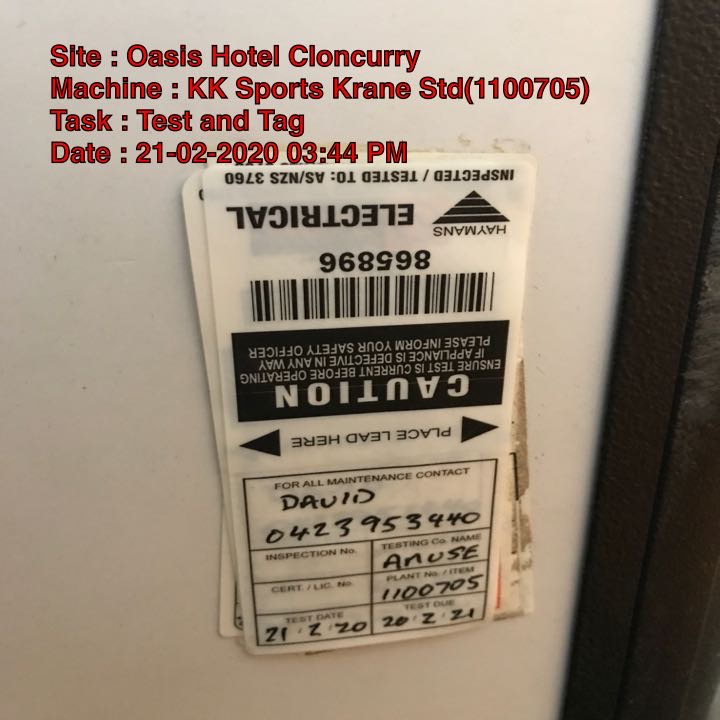 Site : Oasis Hotel Cloncurry
Machine : KK Sports Krane Std(1100705)
Task : Test and Tag
Date : 21-02-2020 03:44 PM
INSPECTED / TESTED TO: AS/NZS 3760
HAYMANS
ELECTRICAL
865896
CAUTION
ENSURE TEST IS CURRENT BEFORE OPERATING
IF APPLIANCE IS DEFECTIVE IN ANY WAY
PLEASE INFORM YOUR SAFETY OFFICER
PLACE LEAD HERE
FOR ALL MAINTENANCE CONTACT
DAVID
0423953440
INSPECTION No.
TESTING Co. NAME
AMUSE
CERT. / LIC. No.
PLANT No. / ITEM
1100705
TEST DATE
21 2 20
TEST DUE
20 2 21